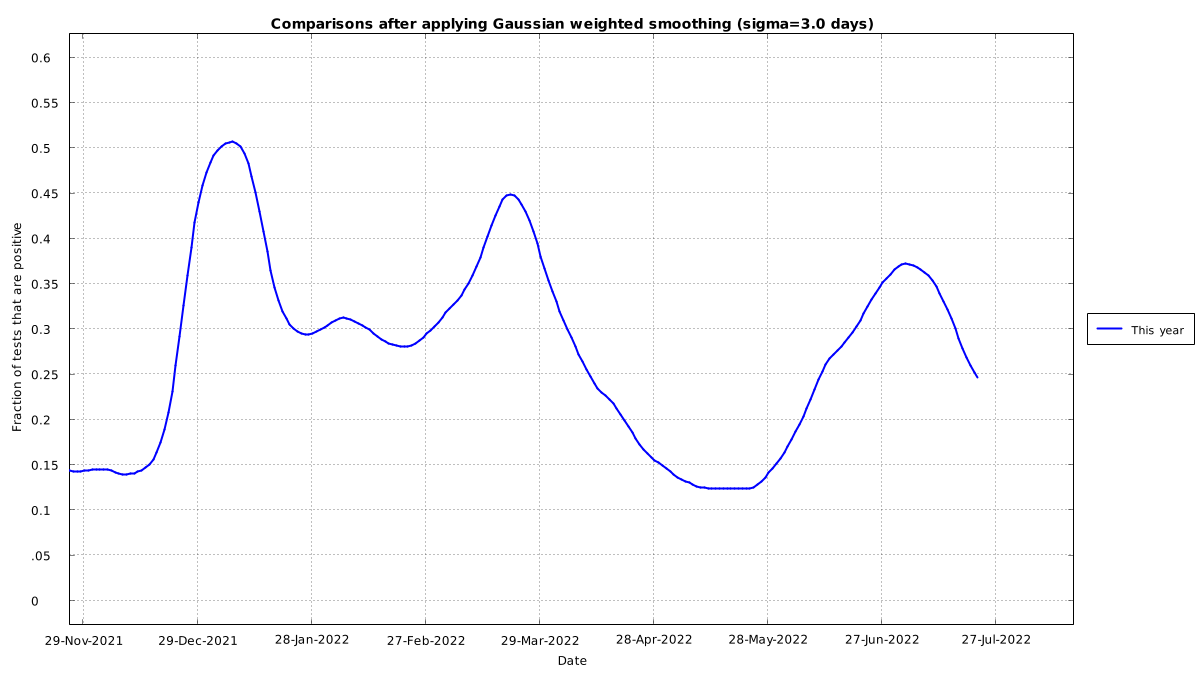 Comparisons after applying Gaussian weighted smoothing (sigma=3.0 days)
0.6
0.55
0.5
0.45
0.4
0.35
0.3
0.25
0.2
0.15
0.1
.05
0
Fraction of tests that are positive
29-Nov-2021 29-Dec-2021 28-Jan-2022 27-Feb-2022 29-Mar-2022 28-Apr-2022 28-May-2022 27-Jun-2022 27-Jul-2022
Date
This year